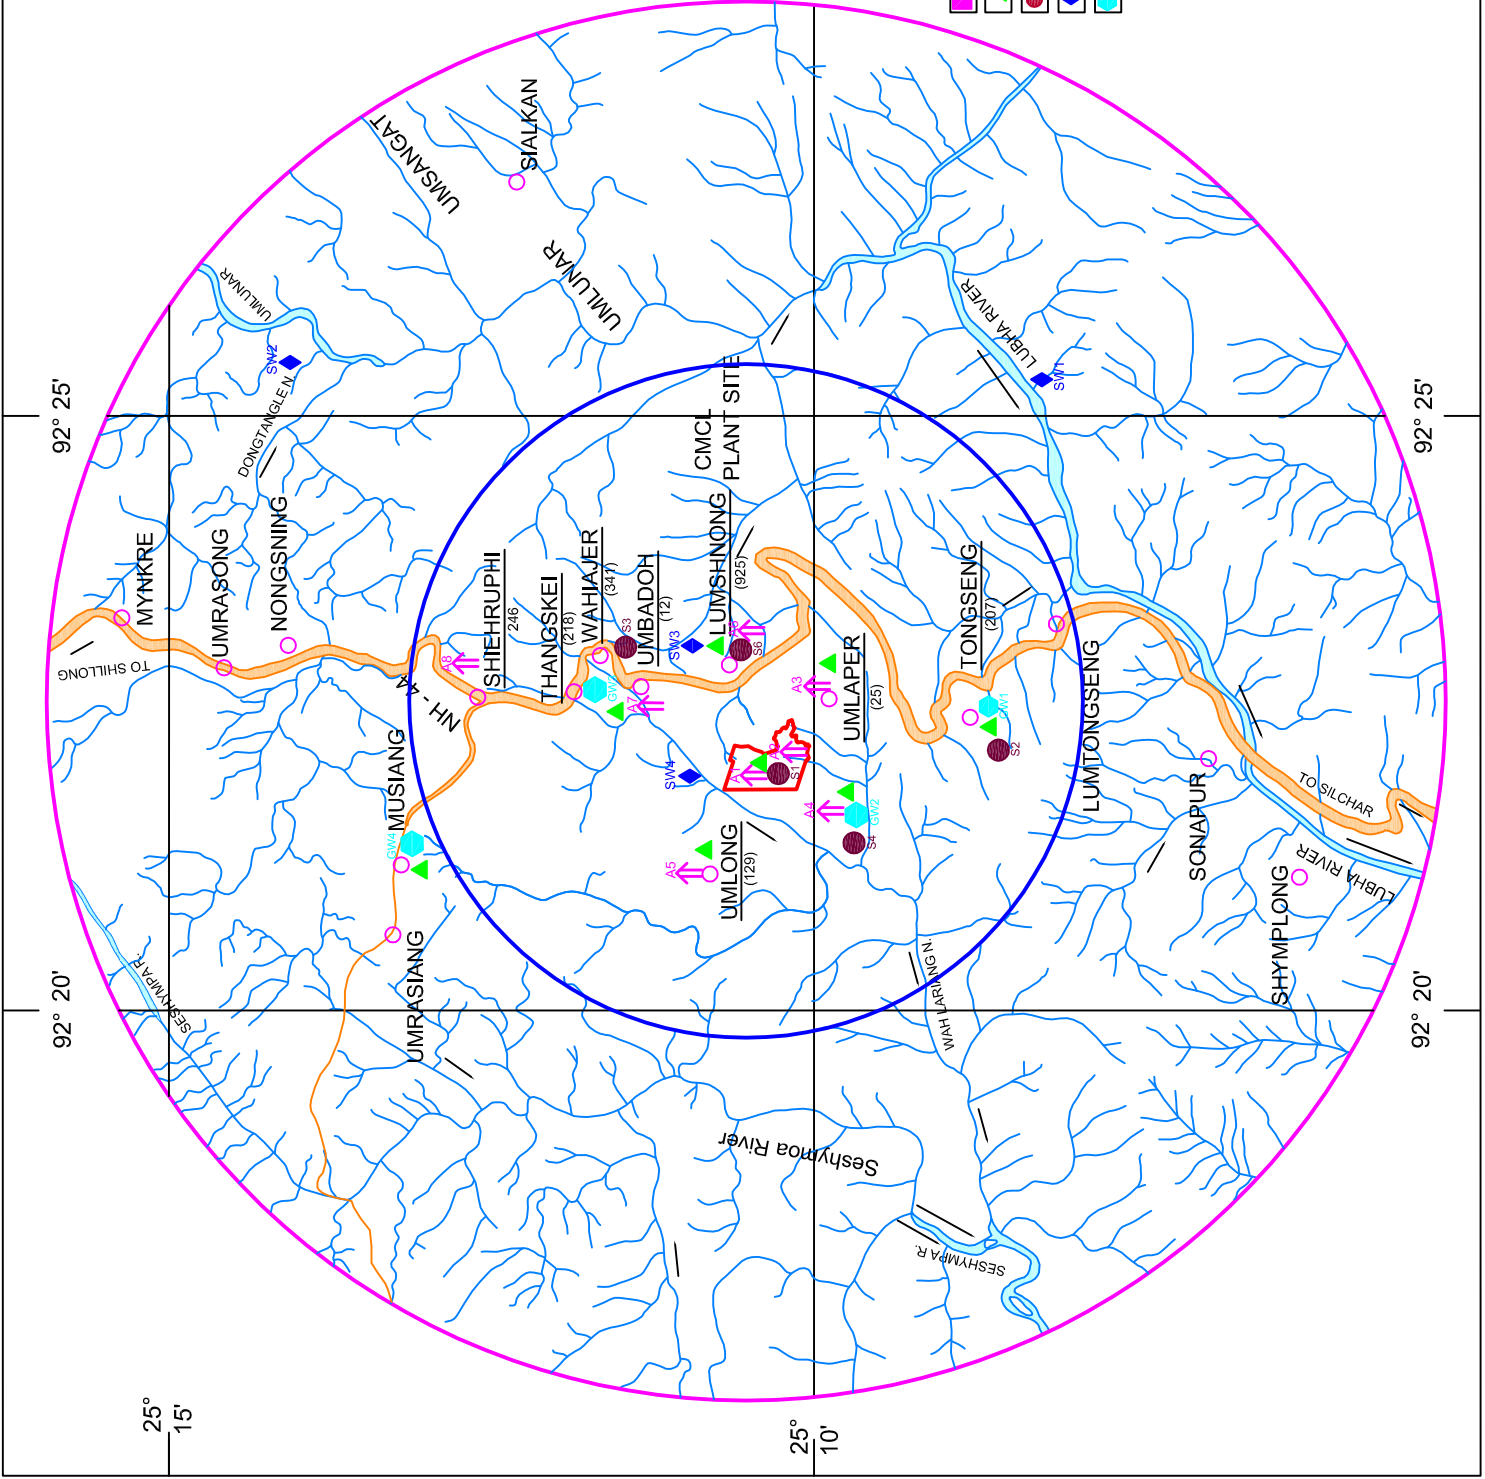 92° 25'
92° 20'
25°
15'
25°
10'
92° 25'
92° 20'
MYNKRE
UMRASONG
NONGSNING
TO SHILLONG
NH - 44
SHEHRUPHI
246
THANGSKEI
(218)
WAHIAJER
(341)
UMBADOH
(12)
LUMSHNONG
(925)
CMCL
PLANT SITE
UMLAPER
(25)
TONGSENG
(207)
LUMTONGSENG
SONAPUR
SHYMPLONG
TO SILCHAR
LUBHA RIVER
LUBHA RIVER
MUSIANG
UMRASIANG
UMLONG
(129)
SESHYMPA R.
SESHYMPA R.
Seshymoa River
WAH LARIANG N.
UMLUNAR
UMLUNAR
UMSANGAT
SIALKAN
DONGTANGLE N
SW2
SW1
SW3
SW4
GW4
GW1
GW2
A8
A7
A3
A4
A5
A1
S3
S6
S1
S2
S4